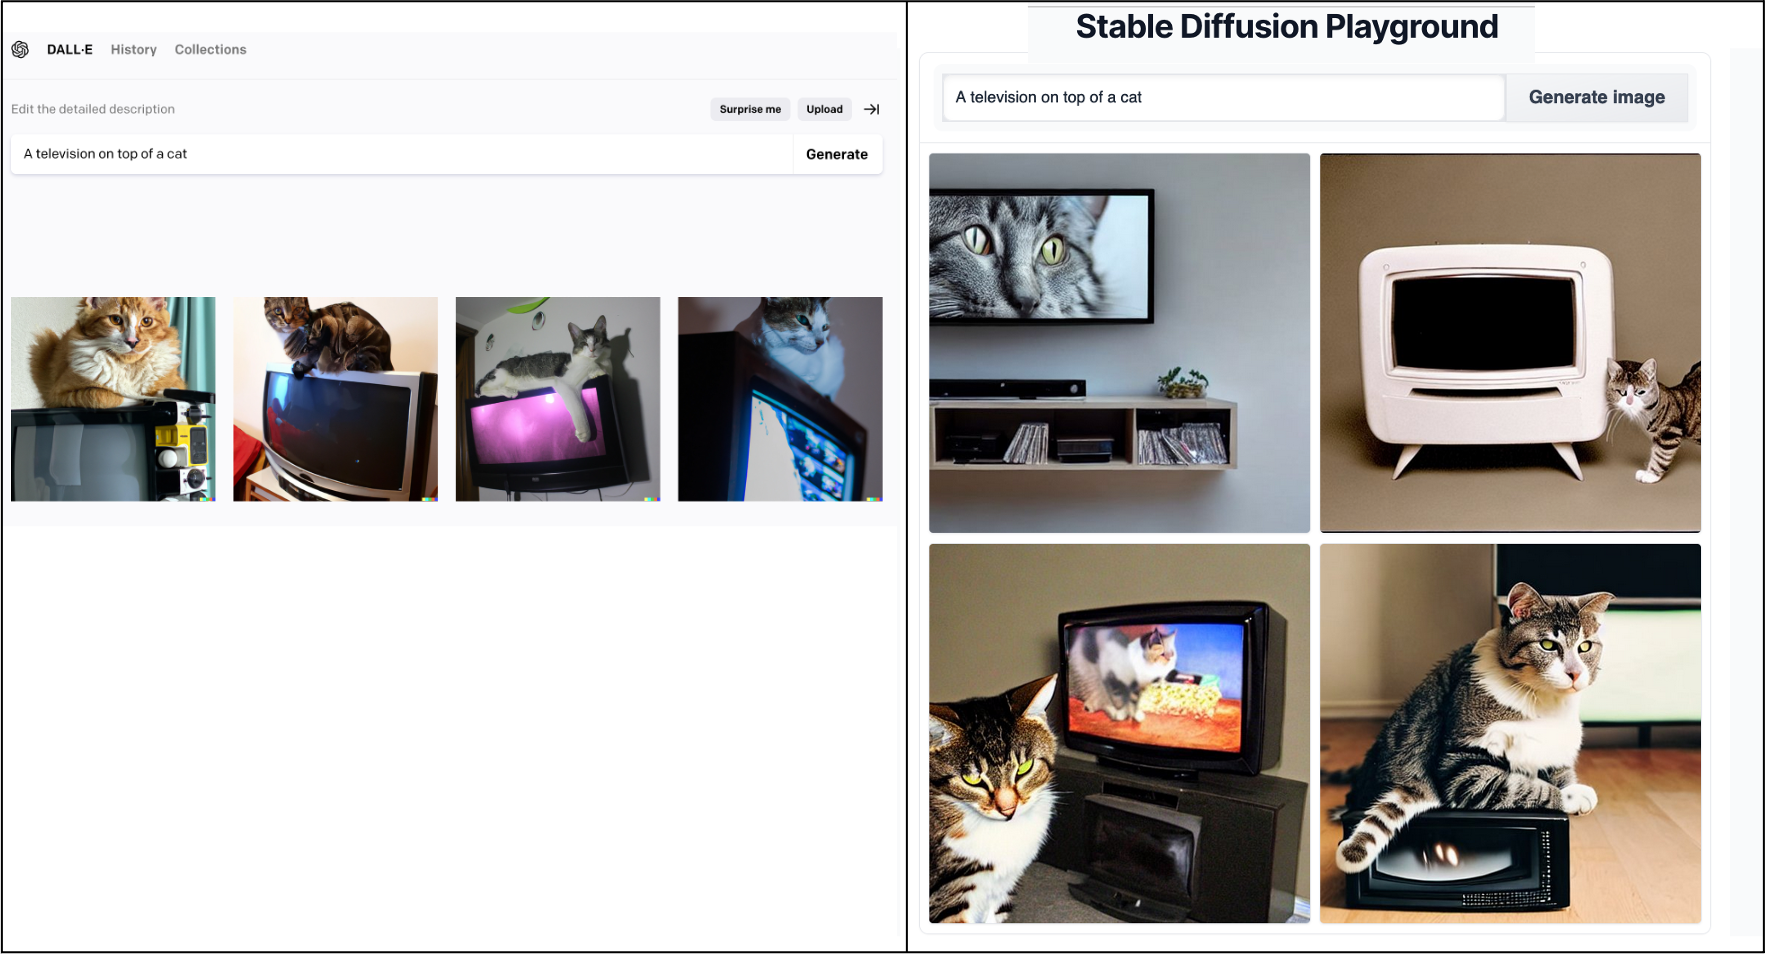 DALL·E History Collections
Edit the detailed description
Surprise me
Upload
A television on top of a cat
Generate
Stable Diffusion Playground
A television on top of a cat
Generate image